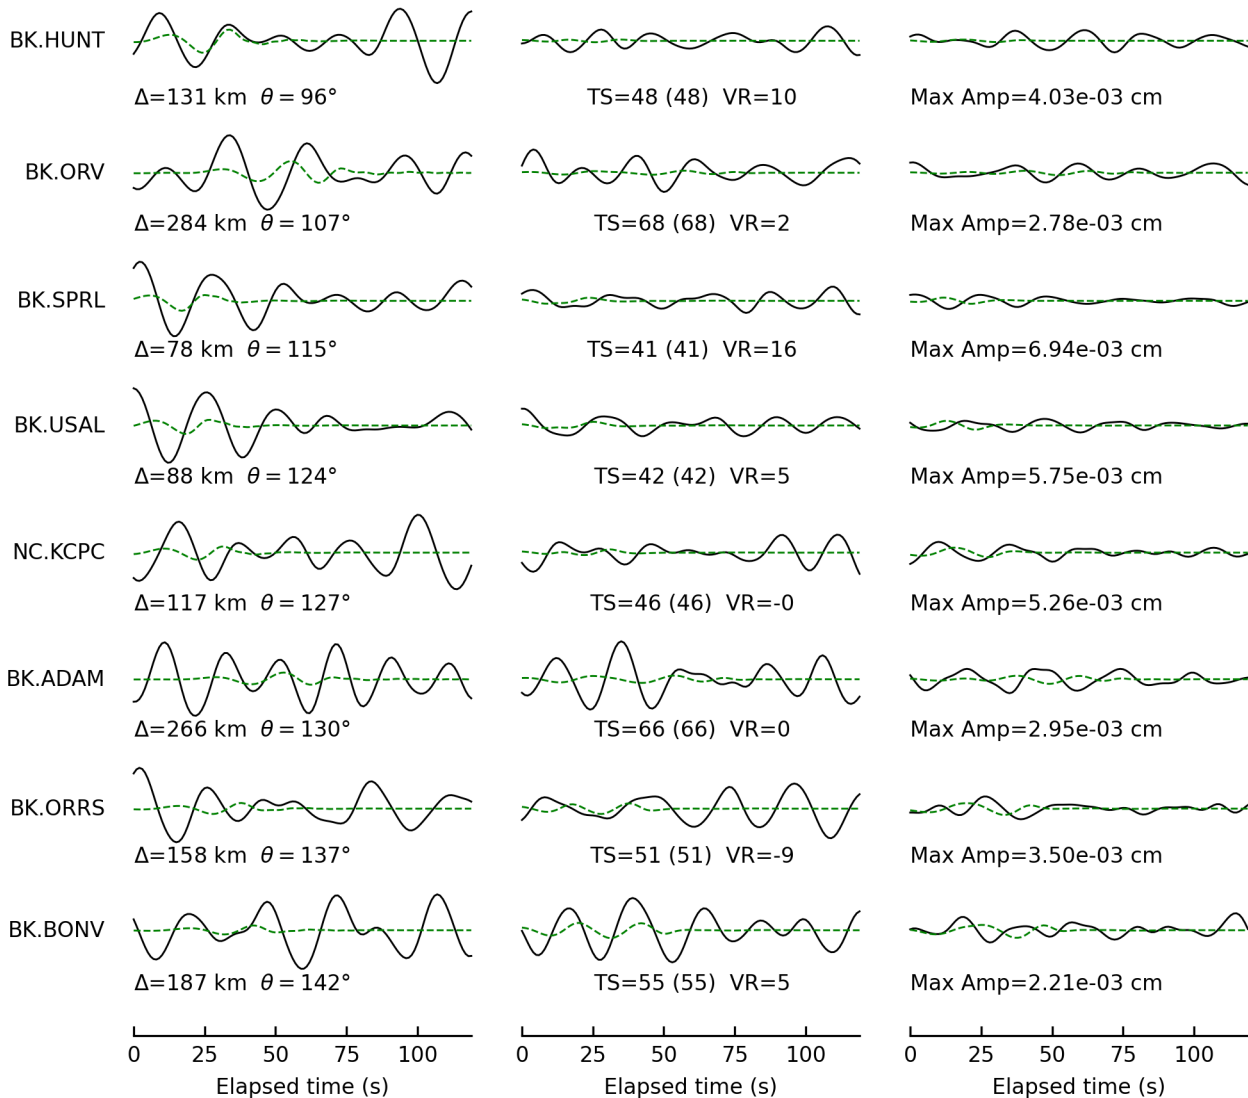 BK.HUNT
Δ=131 km θ = 96° TS=48 (48) VR=10 Max Amp=4.03e-03 cm
BK.ORV
Δ=284 km θ = 107° TS=68 (68) VR=2 Max Amp=2.78e-03 cm
BK.SPRL
Δ=78 km θ = 115° TS=41 (41) VR=16 Max Amp=6.94e-03 cm
BK.USAL
Δ=88 km θ = 124° TS=42 (42) VR=5 Max Amp=5.75e-03 cm
NC.KCPC
Δ=117 km θ = 127° TS=46 (46) VR=-0 Max Amp=5.26e-03 cm
BK.ADAM
Δ=266 km θ = 130° TS=66 (66) VR=0 Max Amp=2.95e-03 cm
BK.ORRS
Δ=158 km θ = 137° TS=51 (51) VR=-9 Max Amp=3.50e-03 cm
BK.BONV
Δ=187 km θ = 142° TS=55 (55) VR=5 Max Amp=2.21e-03 cm
0 25 50 75 100 0 25 50 75 100 0 25 50 75 100
Elapsed time (s) Elapsed time (s) Elapsed time (s)